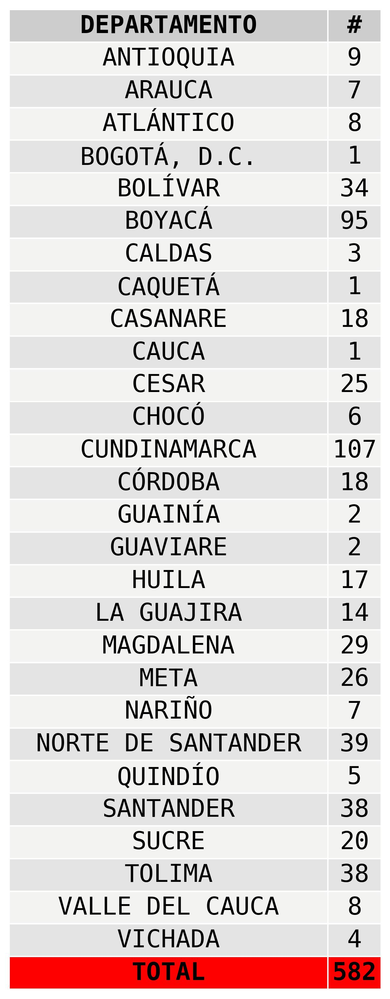 DEPARTAMENTO #
ANTIOQUIA 9
ARAUCA 7
ATLÁNTICO 8
BOGOTÁ, D.C. 1
BOLÍVAR 34
BOYACÁ 95
CALDAS 3
CAQUETÁ 1
CASANARE 18
CAUCA 1
CESAR 25
CHOCÓ 6
CUNDINAMARCA 107
CÓRDOBA 18
GUAINÍA 2
GUAVIARE 2
HUILA 17
LA GUAJIRA 14
MAGDALENA 29
META 26
NARIÑO 7
NORTE DE SANTANDER 39
QUINDÍO 5
SANTANDER 38
SUCRE 20
TOLIMA 38
VALLE DEL CAUCA 8
VICHADA 4
TOTAL 582